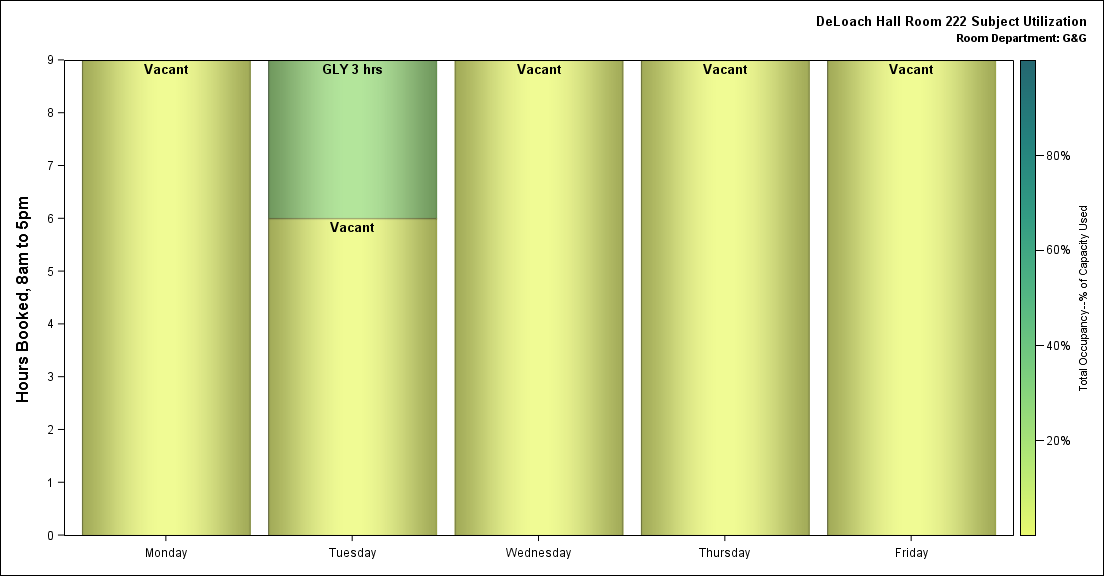 DeLoach Hall Room 222 Subject Utilization
Room Department: G&G
Hours Booked, 8am to 5pm
9
8
7
6
5
4
3
2
1
0
Vacant
GLY 3 hrs
Vacant
Vacant
Vacant
Vacant
Monday
Tuesday
Wednesday
Thursday
Friday
80%
60%
40%
20%
Total Occupancy--% of Capacity Used